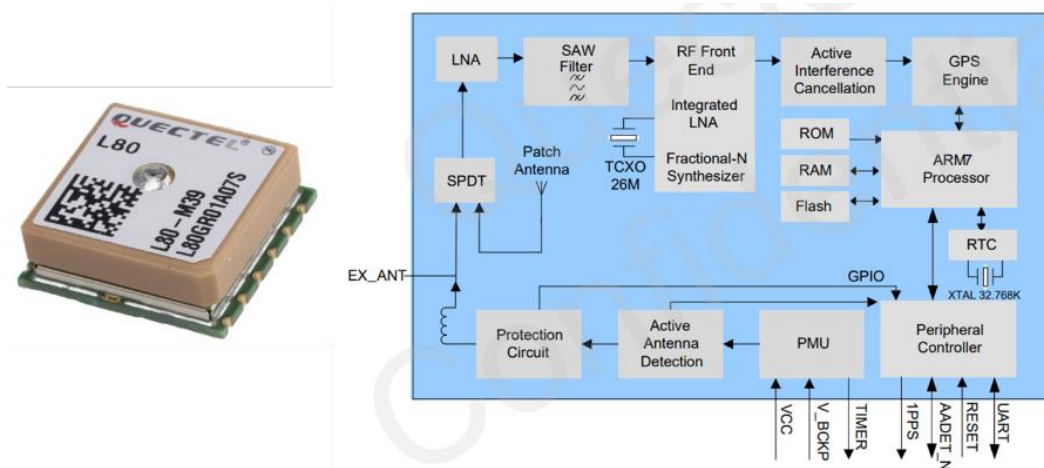 QUECTEL®
L80
L80-M39
L80GR01A07S
LNA
SAW
Filter
RF Front
End
Integrated
LNA
Fractional-N
Synthesizer
Active
Interference
Cancellation
GPS
Engine
TCXO
26M
ROM
RAM
Flash
ARM7
Processor
SPDT
Patch
Antenna
RTC
XTAL 32.768K
EX_ANT
GPIO
Protection
Circuit
Active
Antenna
Detection
PMU
Peripheral
Controller
VCC
V_BCKP
TIMER
1PPS
AADET_N
RESET
UART
Quectel
Confidential